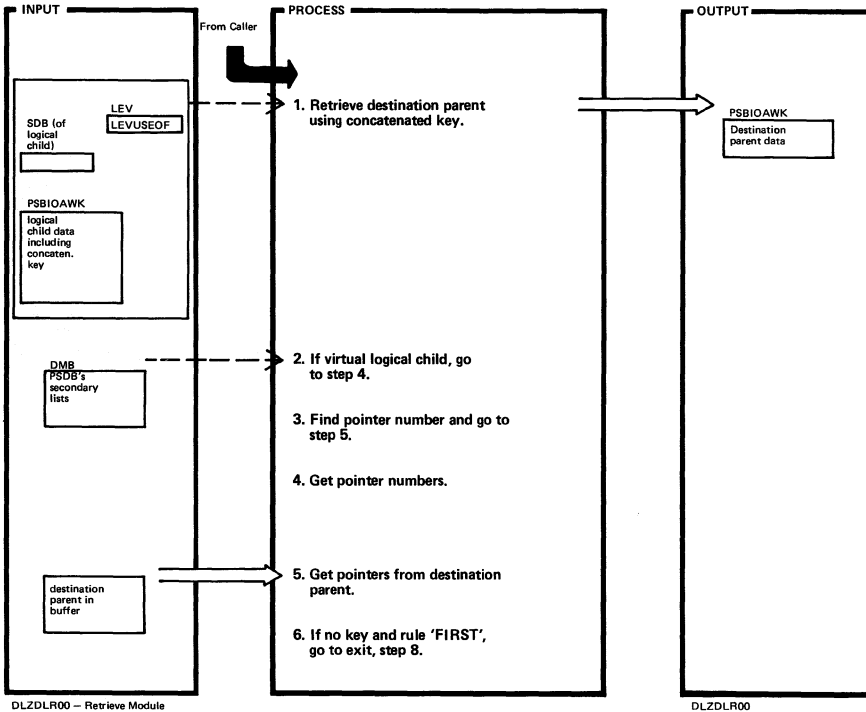 INPUT
From Caller
PROCESS
OUTPUT
LEV
LEVUSEOF
SDB (of
logical
child)
PSBIOAWK
logical
child data
including
concaten.
key
1. Retrieve destination parent
using concatenated key.
PSBIOAWK
Destination
parent data
DMB
PSDB's
secondary
lists
2. If virtual logical child, go
to step 4.
3. Find pointer number and go to
step 5.
4. Get pointer numbers.
destination
parent in
buffer
5. Get pointers from destination
parent.
6. If no key and rule 'FIRST',
go to exit, step 8.
DLZDLR00 — Retrieve Module
DLZDLR00